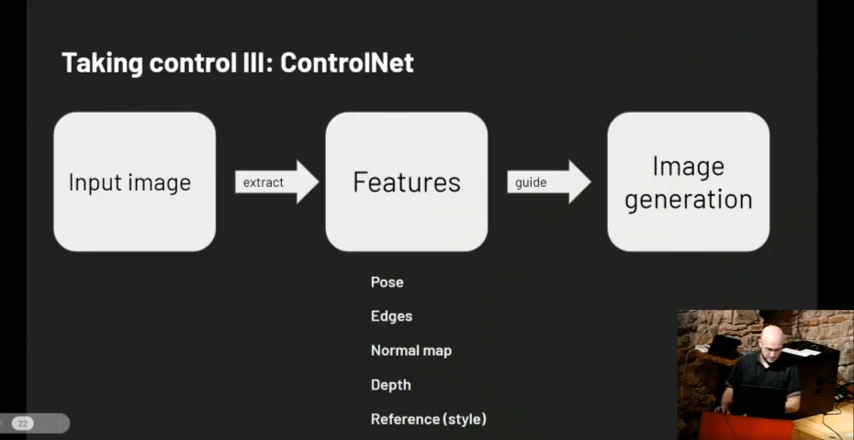 Taking control III: ControlNet
Input image
extract
Features
guide
Image
generation
Pose
Edges
Normal map
Depth
Reference (style)
22